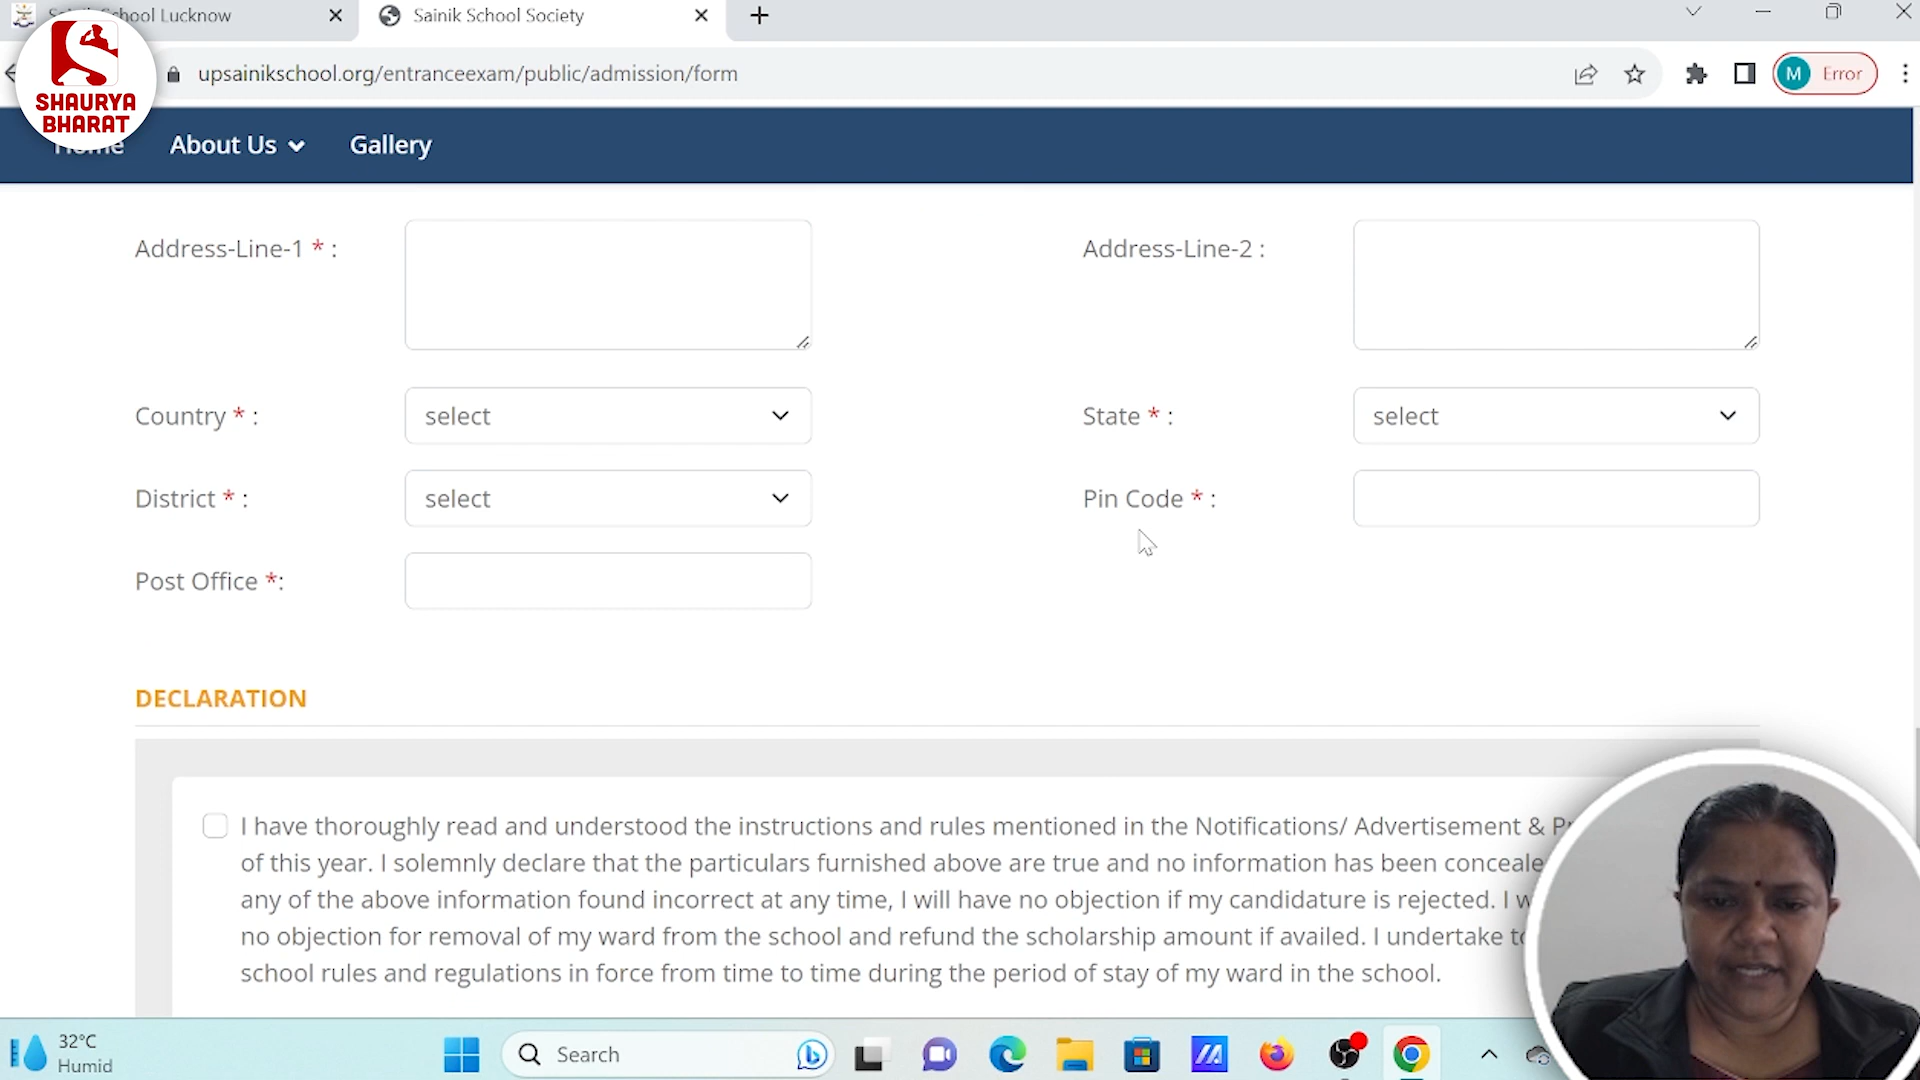 School Lucknow
Sainik School Society
upsainikschool.org/entranceexam/public/admission/form
M Error
SHAURYA
BHARAT
Home
About Us
Gallery
Address-Line-1 * :
Address-Line-2 :
Country * :
select
State * :
select
District * :
select
Pin Code * :
Post Office *:
DECLARATION
I have thoroughly read and understood the instructions and rules mentioned in the Notifications/ Advertisement &
of this year. I solemnly declare that the particulars furnished above are true and no information has been conceale
any of the above information found incorrect at any time, I will have no objection if my candidature is rejected. I
no objection for removal of my ward from the school and refund the scholarship amount if availed. I undertake to
school rules and regulations in force from time to time during the period of stay of my ward in the school.
32°C
Humid
Search